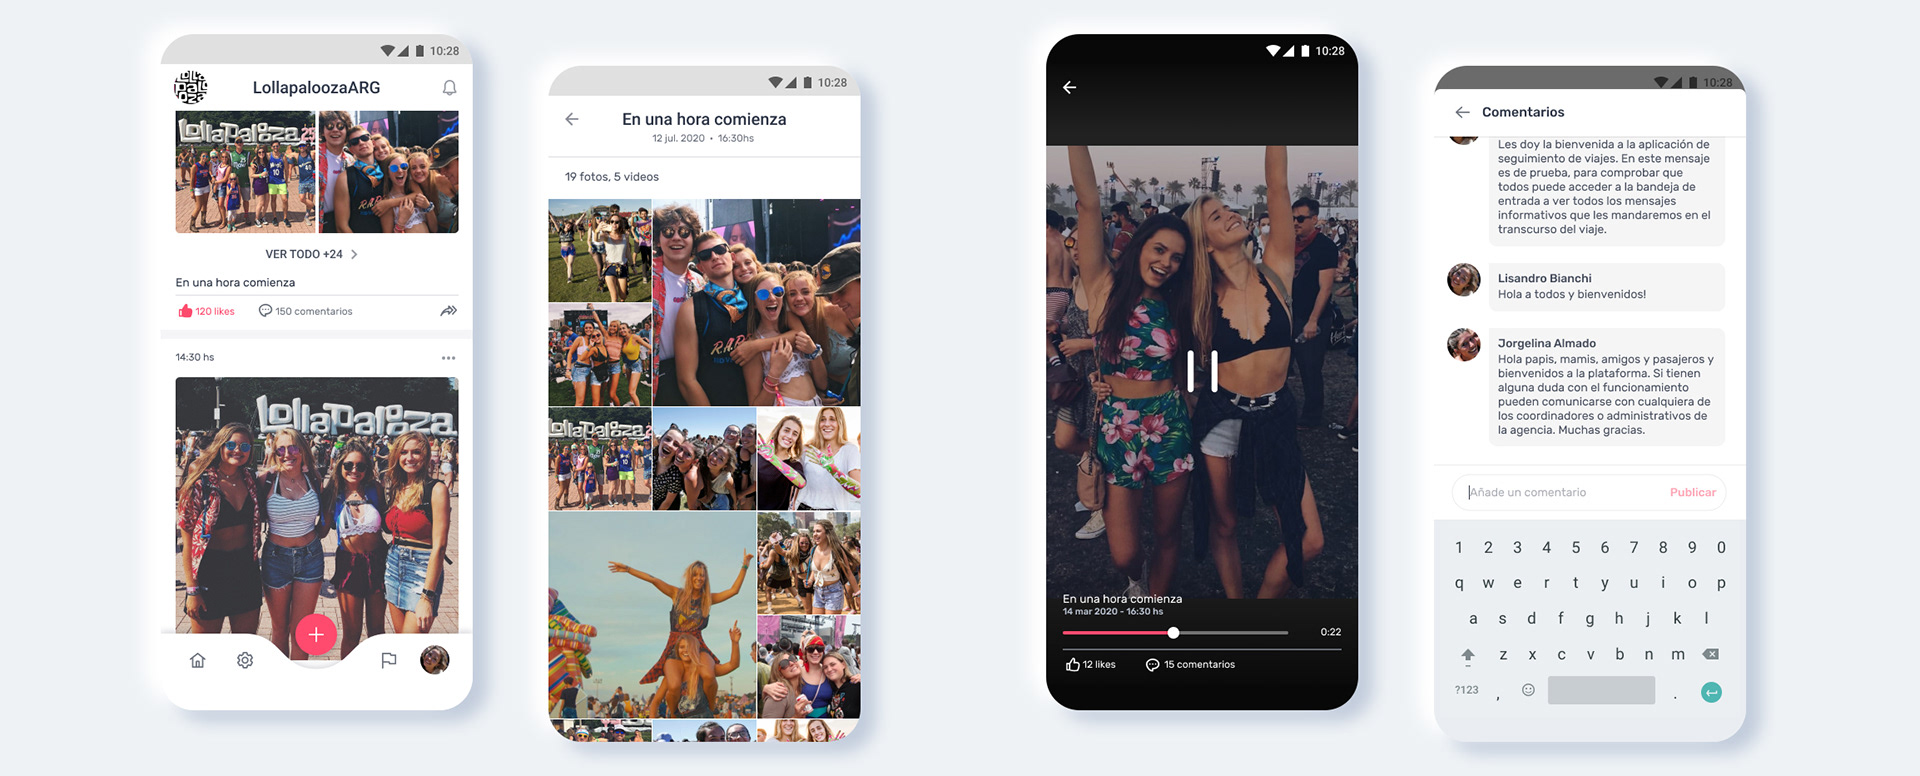 10:28
LollapaloozaARG
Lollapalooza
VER TODO +24
En una hora comienza
120 likes
150 comentarios
14:30 hs
Lollapalooza
10:28
En una hora comienza
12 jul. 2020 • 16:30hs
19 fotos, 5 videos
Lollapalooza
10:28
En una hora comienza
14 mar 2020 - 16:30 hs
0:22
12 likes
15 comentarios
10:28
Comentarios
Les doy la bienvenida a la aplicación de
seguimiento de viajes. En este mensaje
es de prueba, para comprobar que
todos puede acceder a la bandeja de
entrada a ver todos los mensajes
informativos que les mandaremos en el
transcurso del viaje.
Lisandro Bianchi
Hola a todos y bienvenidos!
Jorgelina Almado
Hola papis, mamis, amigos y pasajeros y
bienvenidos a la plataforma. Si tienen
alguna duda con el funcionamiento
pueden comunicarse con cualquiera de
los coordinadores o administrativos de
la agencia. Muchas gracias.
Añade un comentario
Publicar
1 2 3 4 5 6 7 8 9 0
q w e r t y u i o p
a s d f g h j k l
z x c v b n m
?123 , .